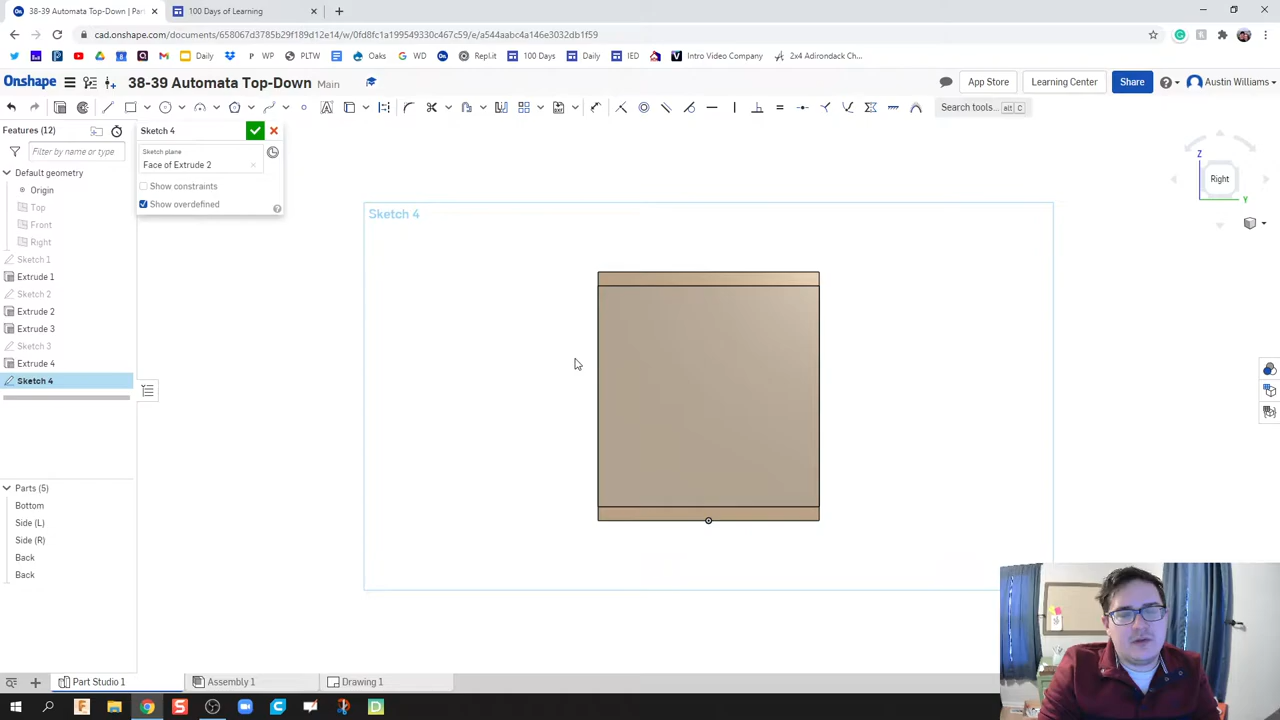 38-39 Automata Top-Down | Part
100 Days of Learning
cad.onshape.com/documents/658067d3785b29f189d12e14/w/0fd8fc1a199549330c467c59/e/a544aabc4a146e3032db1f59
Daily
WP
PLTW
Oaks
WD
Repl.it
100 Days
Daily
IED
Intro Video Company
2x4 Adirondack Ch...
Onshape
38-39 Automata Top-Down Main
App Store
Learning Center
Share
Austin Williams
Search tools... alt C
Features (12)
Filter by name or type
Default geometry
Origin
Top
Front
Right
Sketch 1
Extrude 1
Sketch 2
Extrude 2
Extrude 3
Sketch 3
Extrude 4
Sketch 4
Parts (5)
Bottom
Side (L)
Side (R)
Back
Back
Sketch 4
Sketch plane
Face of Extrude 2
Show constraints
Show overdefined
Sketch 4
Z
Right
Y
Part Studio 1
Assembly 1
Drawing 1